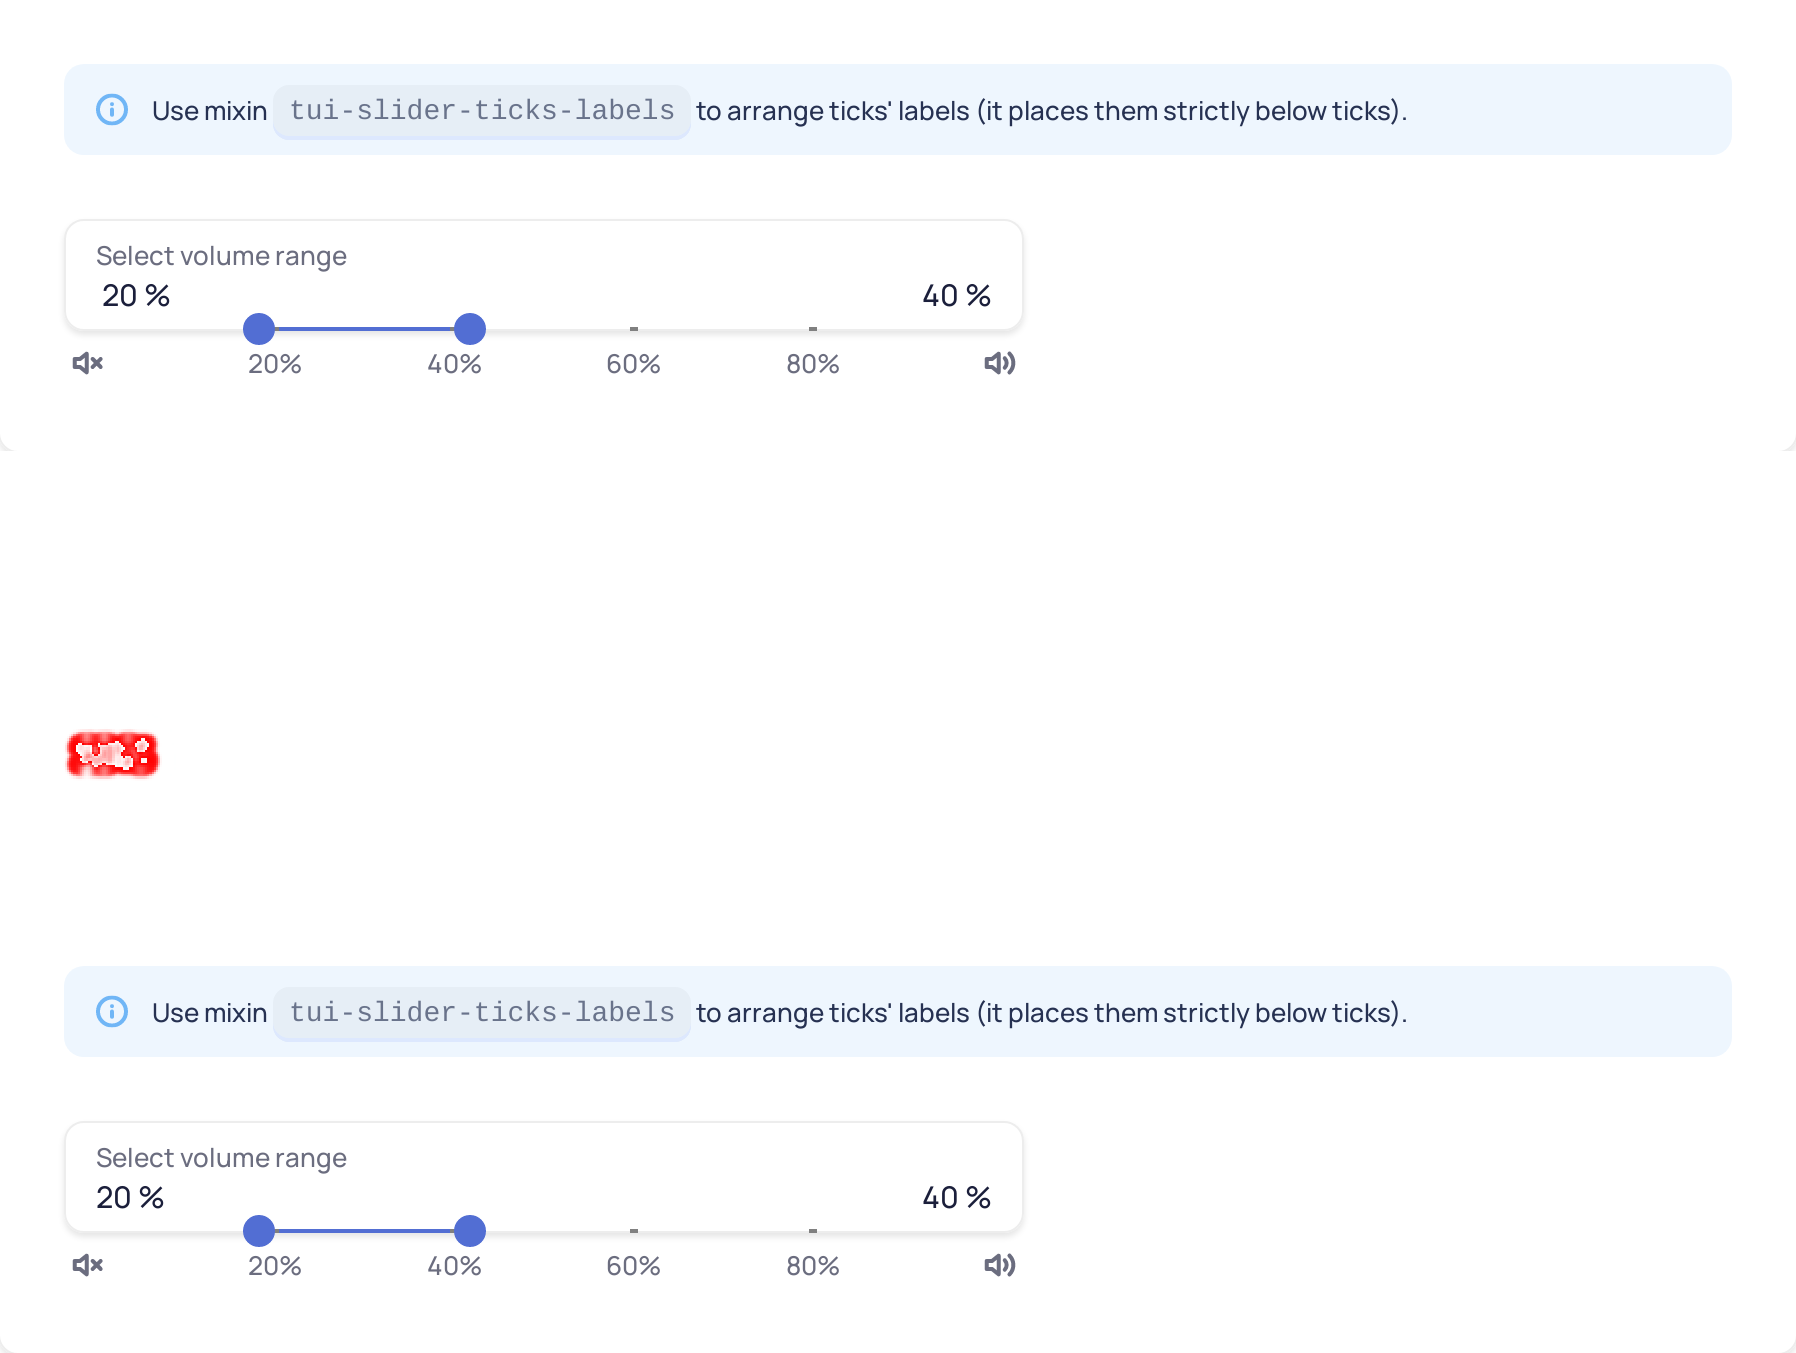 Use mixin tui-slider-ticks-labels to arrange ticks' labels (it places them strictly below ticks).
Select volume range
20 % 40 %
20% 40% 60% 80%
Use mixin tui-slider-ticks-labels to arrange ticks' labels (it places them strictly below ticks).
Select volume range
20 % 40 %
20% 40% 60% 80%